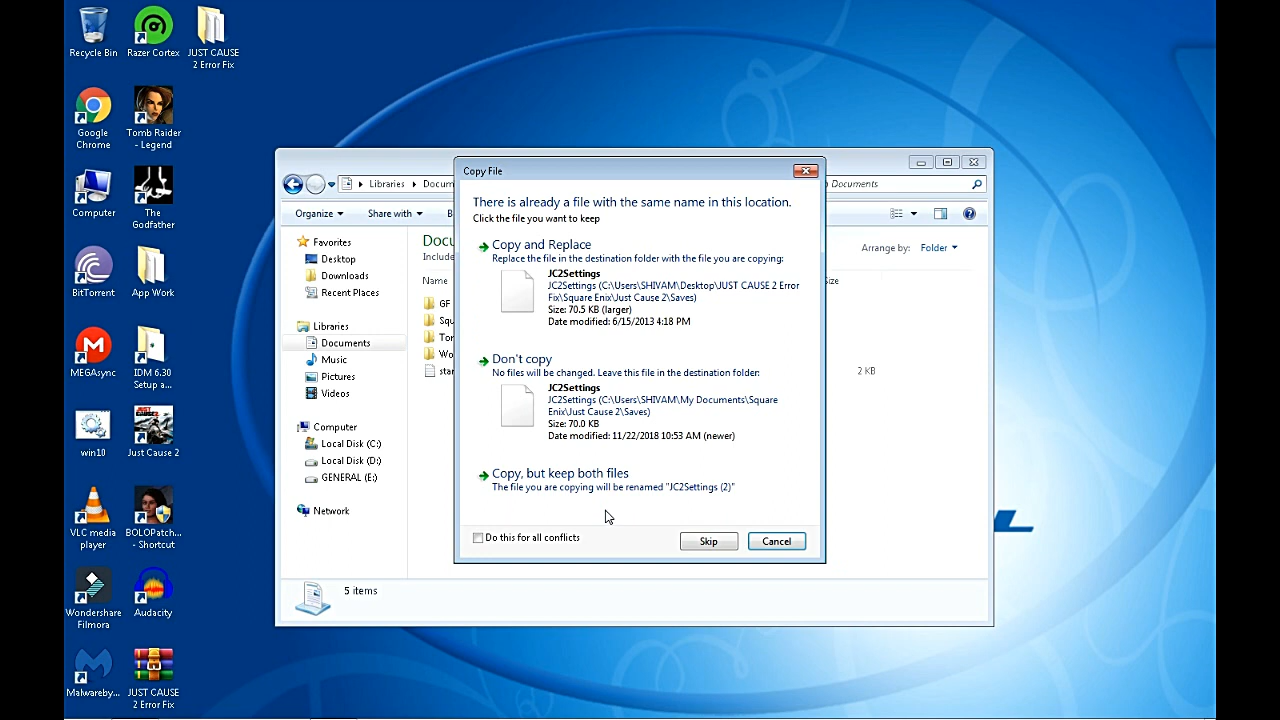 Recycle Bin
Razer Cortex
JUST CAUSE
2 Error Fix
Google
Chrome
Tomb Raider
- Legend
Computer
The
Godfather
BitTorrent
App Work
MEGAsync
IDM 6.30
Setup a...
win10
Just Cause 2
VLC media
player
BOLOPatch...
- Shortcut
Wondershare
Filmora
Audacity
Malwareby...
JUST CAUSE
2 Error Fix
Libraries
Docum
Documents
Organize
Share with
Arrange by:
Folder
Favorites
Desktop
Downloads
Recent Places
Libraries
Documents
Music
Pictures
Videos
Computer
Local Disk (C:)
Local Disk (D:)
GENERAL (E:)
Network
Docu
Include
Name
GF
Squ
Tor
Wo
star
2 KB
5 items
Copy File
There is already a file with the same name in this location.
Click the file you want to keep
Copy and Replace
Replace the file in the destination folder with the file you are copying:
JC2Settings
JC2Settings (C:\Users\SHIVAM\Desktop\JUST CAUSE 2 Error
Fix\Square Enix\Just Cause 2\Saves)
Size: 70.5 KB (larger)
Date modified: 6/15/2013 4:18 PM
Don't copy
No files will be changed. Leave this file in the destination folder:
JC2Settings
JC2Settings (C:\Users\SHIVAM\My Documents\Square
Enix\Just Cause 2\Saves)
Size: 70.0 KB
Date modified: 11/22/2018 10:53 AM (newer)
Copy, but keep both files
The file you are copying will be renamed "JC2Settings (2)"
Do this for all conflicts
Skip
Cancel